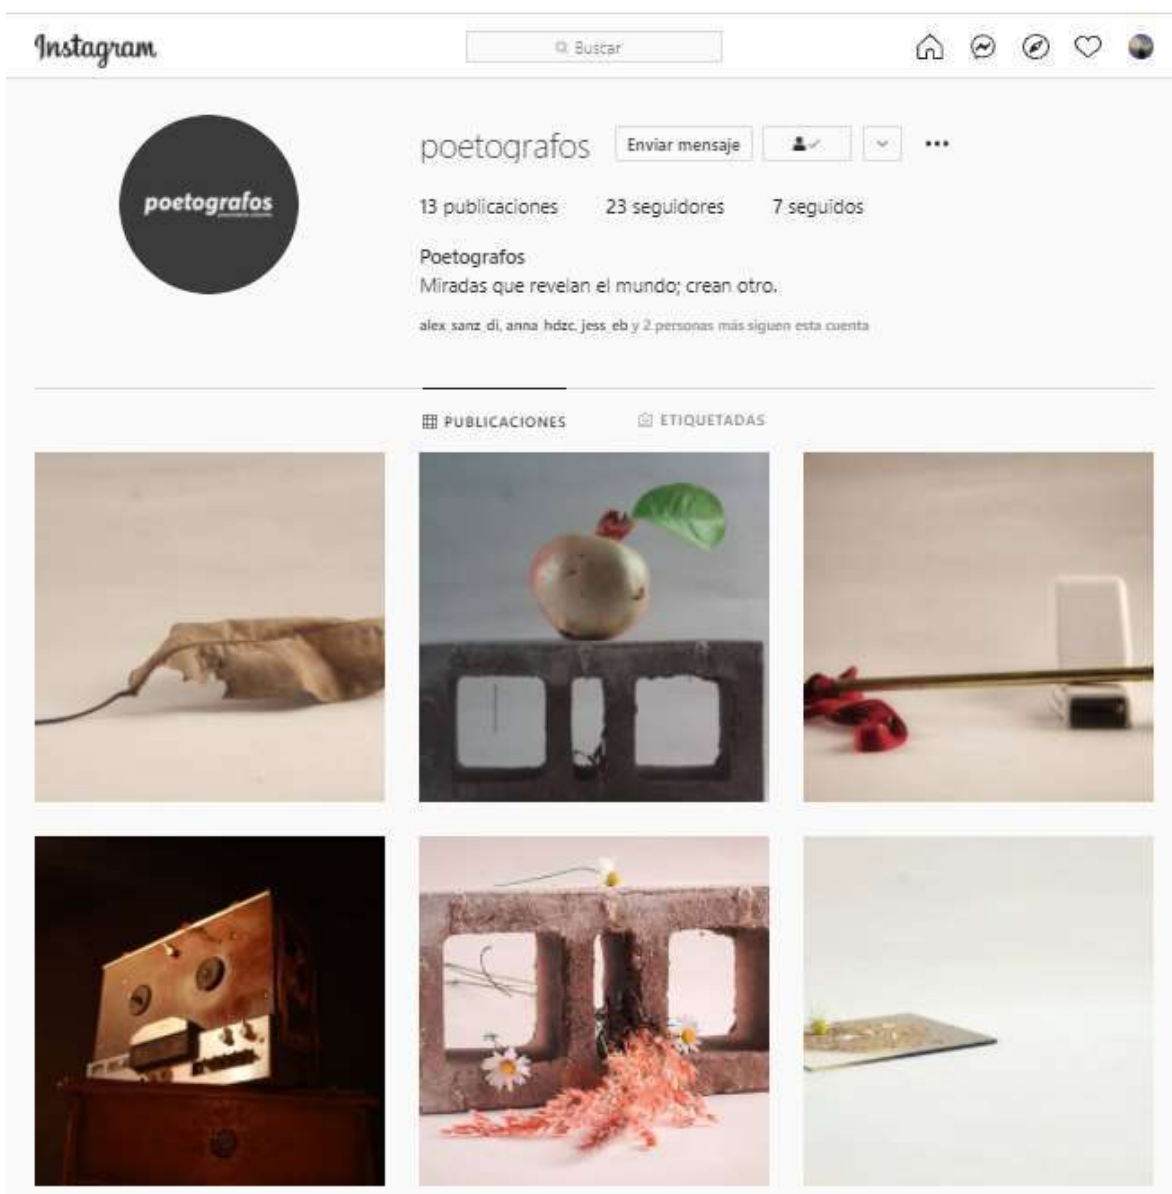 Instagram
Buscar
poetografos
Enviar mensaje
poetografos
13 publicaciones 23 seguidores 7 seguidos
Poetografos
Miradas que revelan el mundo; crean otro.
alex_sanz_di, anna_hdzc, jess_eb y 2 personas más siguen esta cuenta
PUBLICACIONES ETIQUETADAS